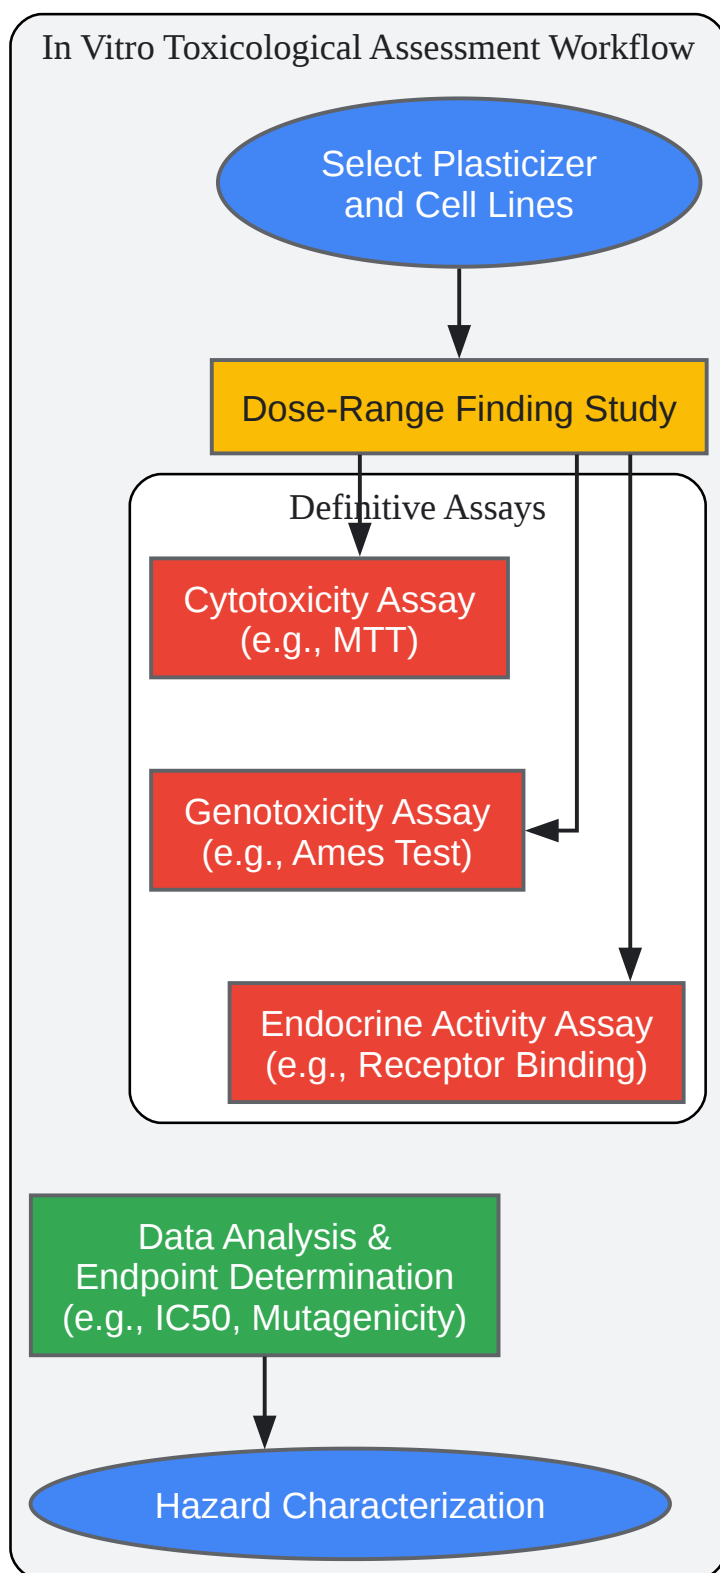 In Vitro Toxicological Assessment Workflow
Select Plasticizer
and Cell Lines
Dose-Range Finding Study
Definitive Assays
Cytotoxicity Assay
(e.g., MTT)
Genotoxicity Assay
(e.g., Ames Test)
Endocrine Activity Assay
(e.g., Receptor Binding)
Data Analysis &
Endpoint Determination
(e.g., IC50, Mutagenicity)
Hazard Characterization